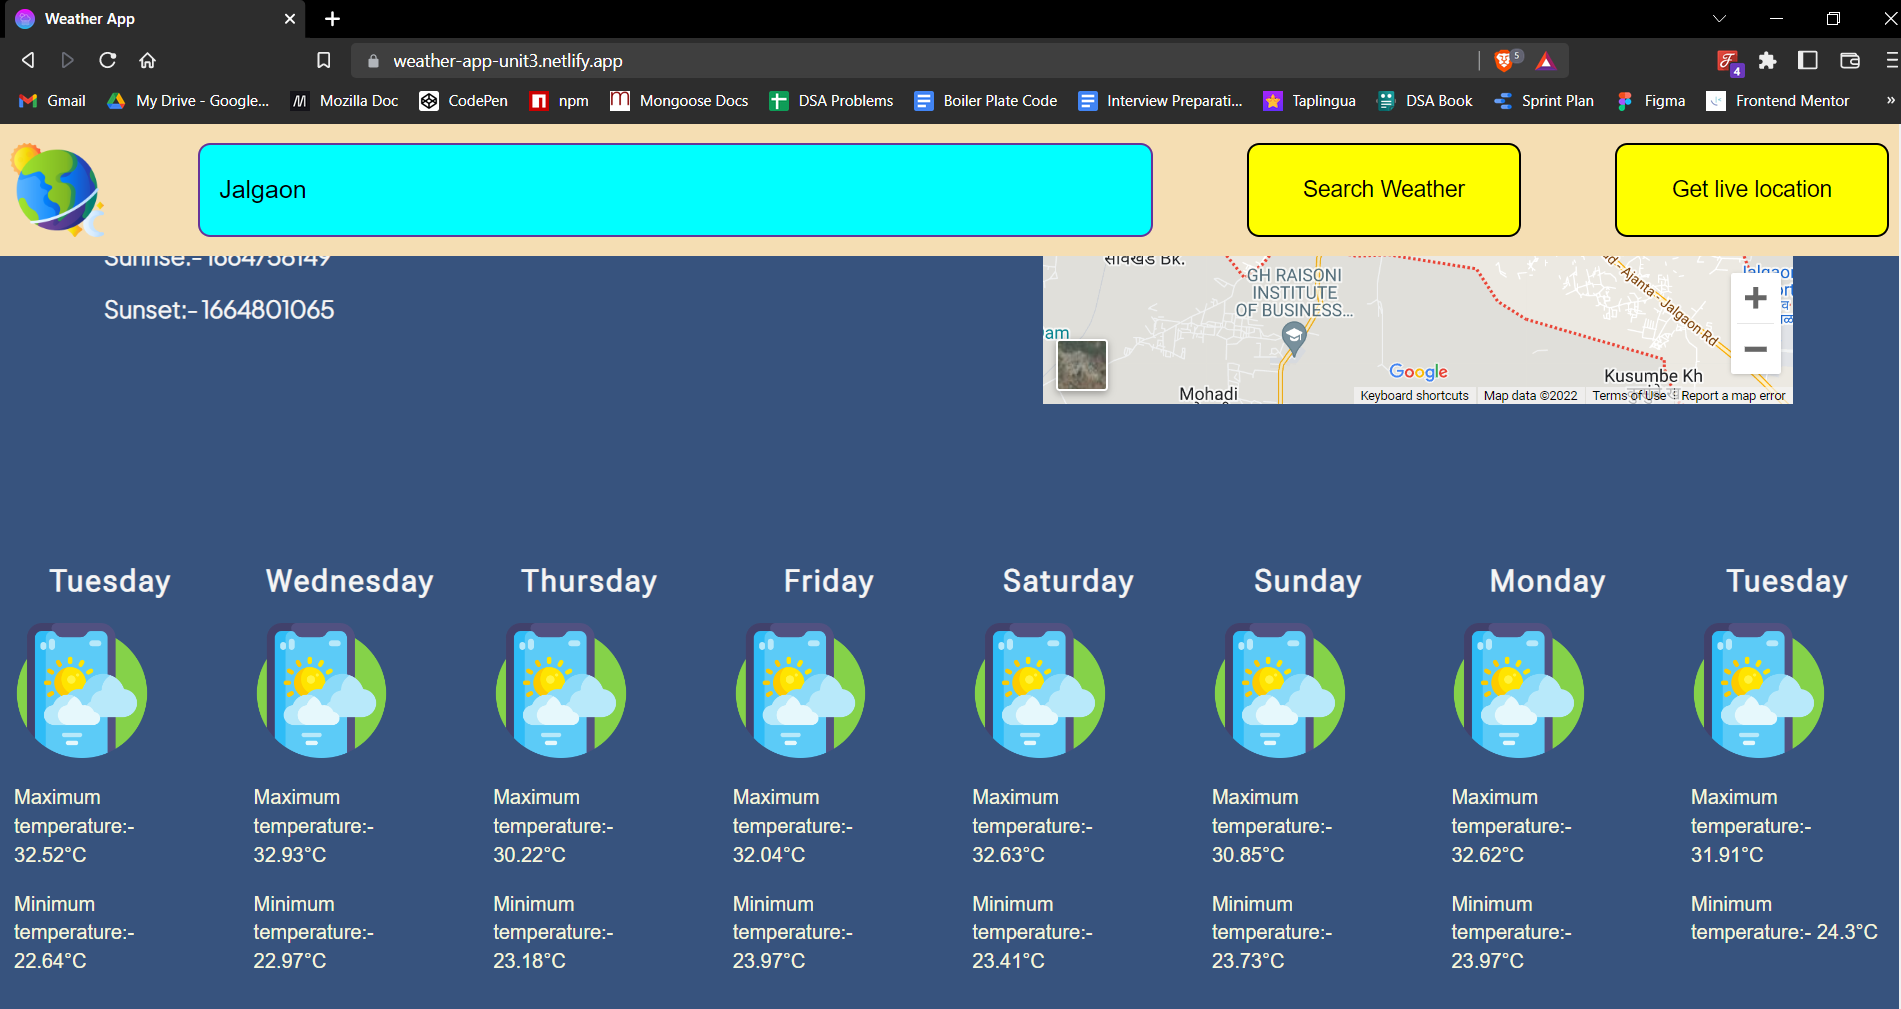 Weather App
weather-app-unit3.netlify.app
5
4
Gmail
My Drive - Google...
Mozilla Doc
CodePen
npm
Mongoose Docs
DSA Problems
Boiler Plate Code
Interview Preparati...
Taplingua
DSA Book
Sprint Plan
Figma
Frontend Mentor
»
Jalgaon
Search Weather
Get live location
Sunrise:-1664758149
Sunset:-1664801065
सावखेडे Bk.
GH RAISONI
INSTITUTE
OF BUSINESS...
d - Ajanta - Jalgaon Rd
Jalgaon
am
Mohadi
Google
Kusumbe Kh
Keyboard shortcuts
Map data ©2022
Terms of Use
Report a map error
Tuesday
Wednesday
Thursday
Friday
Saturday
Sunday
Monday
Tuesday
Maximum
temperature:-
32.52°C
Minimum
temperature:-
22.64°C
Maximum
temperature:-
32.93°C
Minimum
temperature:-
22.97°C
Maximum
temperature:-
30.22°C
Minimum
temperature:-
23.18°C
Maximum
temperature:-
32.04°C
Minimum
temperature:-
23.97°C
Maximum
temperature:-
32.63°C
Minimum
temperature:-
23.41°C
Maximum
temperature:-
30.85°C
Minimum
temperature:-
23.73°C
Maximum
temperature:-
32.62°C
Minimum
temperature:-
23.97°C
Maximum
temperature:-
31.91°C
Minimum
temperature:- 24.3°C